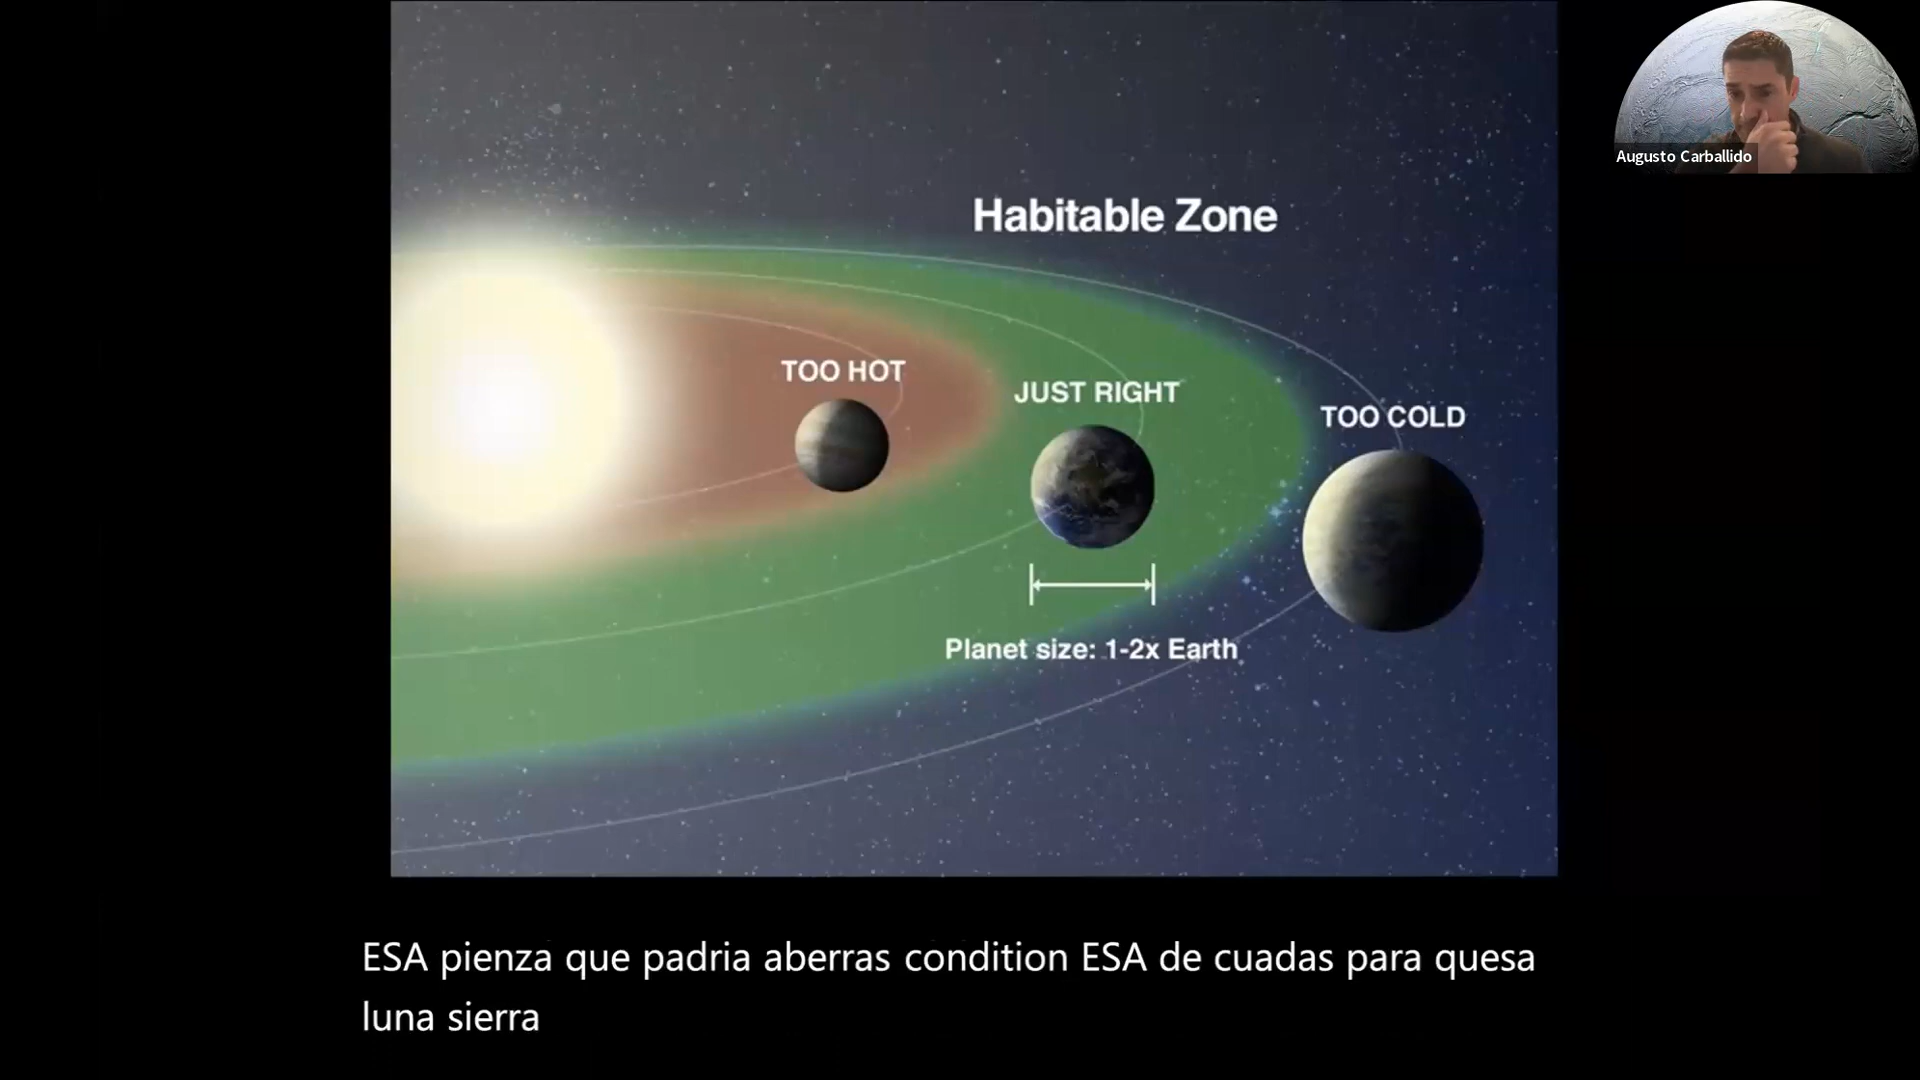 Augusto Carballido
Habitable Zone
TOO HOT
JUST RIGHT
TOO COLD
Planet size: 1-2x Earth
ESA pienza que padria aberras condition ESA de cuadas para quesa
luna sierra